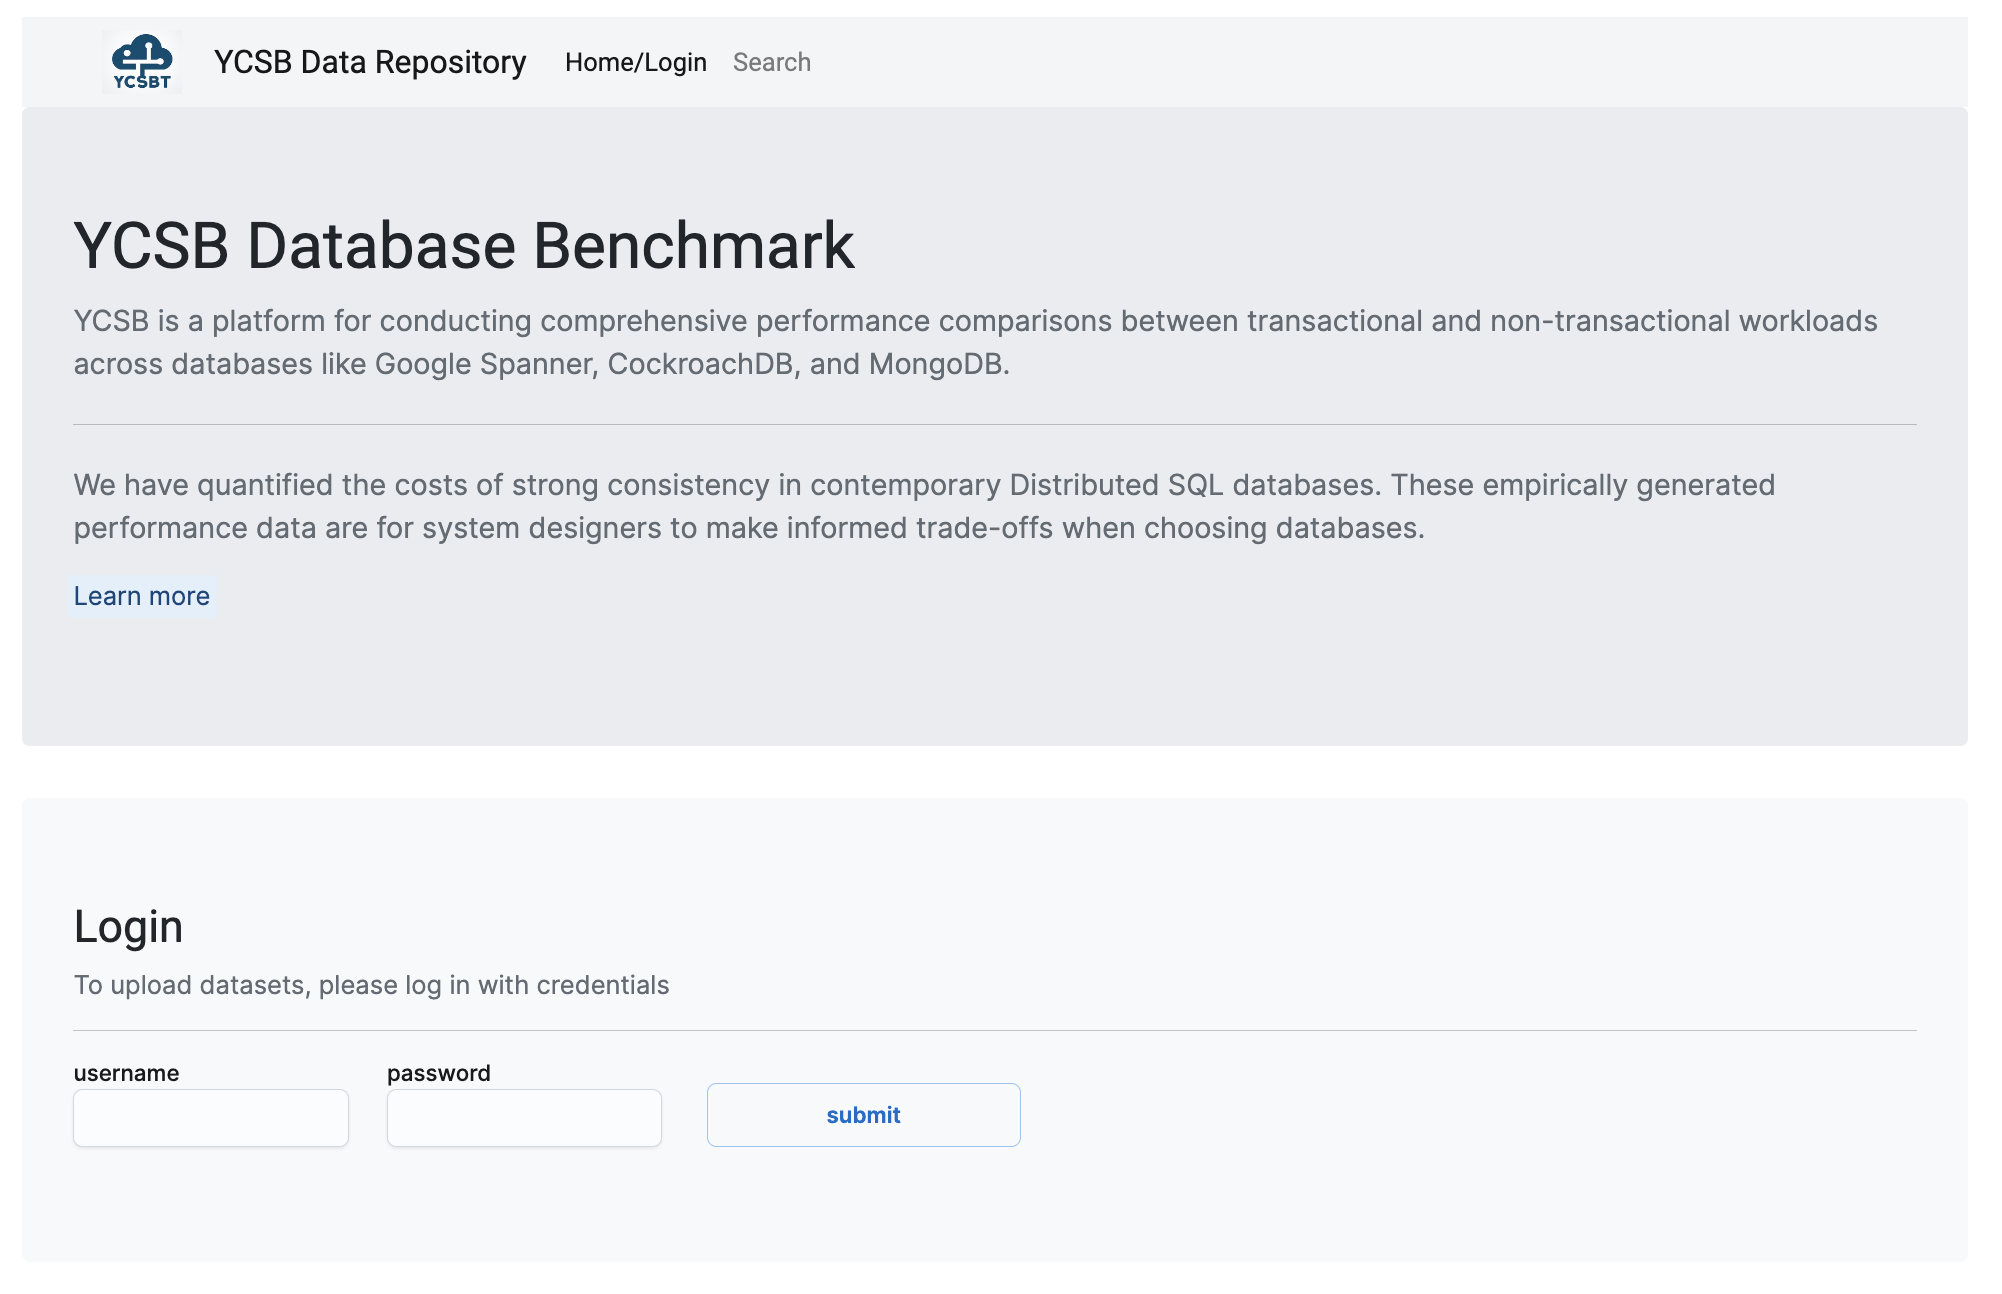 YCSBT
YCSB Data Repository
Home/Login
Search
YCSB Database Benchmark
YCSB is a platform for conducting comprehensive performance comparisons between transactional and non-transactional workloads
across databases like Google Spanner, CockroachDB, and MongoDB.
We have quantified the costs of strong consistency in contemporary Distributed SQL databases. These empirically generated
performance data are for system designers to make informed trade-offs when choosing databases.
Learn more
Login
To upload datasets, please log in with credentials
username
password
submit